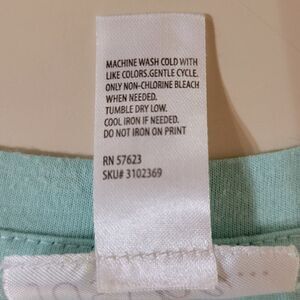 MACHINE WASH COLD WITH
LIKE COLORS.GENTLE CYCLE.
ONLY NON-CHLORINE BLEACH
WHEN NEEDED.
TUMBLE DRY LOW.
COOL IRON IF NEEDED.
DO NOT IRON ON PRINT
RN 57623
SKU# 3102369